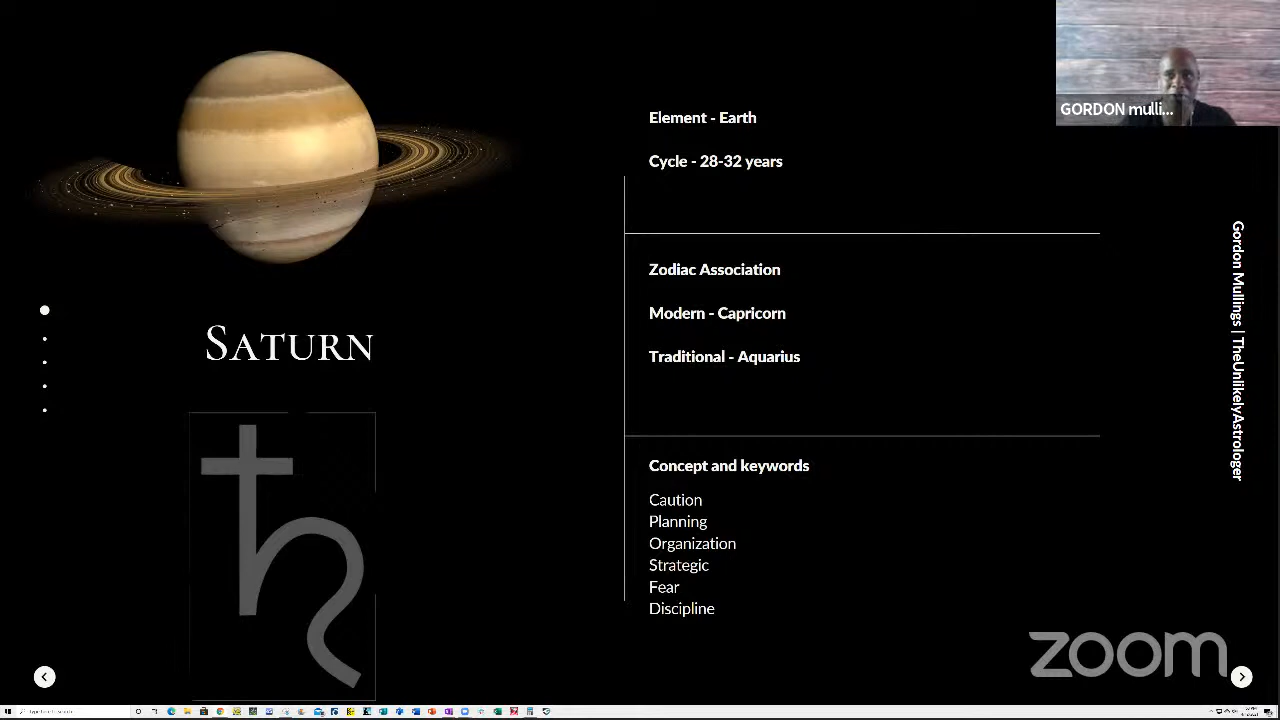 GORDON mulli...
Element - Earth
Cycle - 28-32 years
Zodiac Association
Modern - Capricorn
Traditional - Aquarius
SATURN
Concept and keywords
Caution
Planning
Organization
Strategic
Fear
Discipline
Gordon Mullings | TheUnlikelyAstrologer
zoom